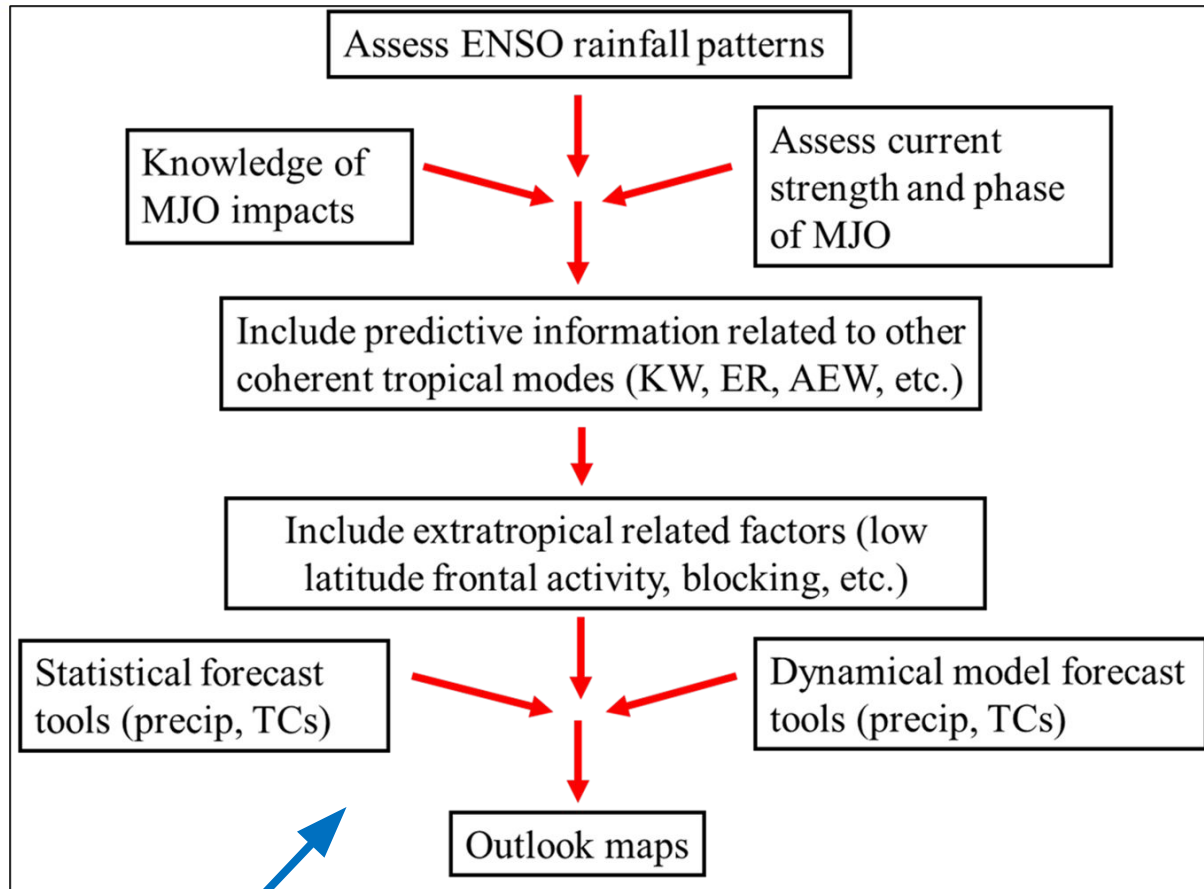 Assess ENSO rainfall patterns
Knowledge of
MJO impacts
Assess current
strength and phase
of MJO
Include predictive information related to other
coherent tropical modes (KW, ER, AEW, etc.)
Include extratropical related factors (low
latitude frontal activity, blocking, etc.)
Statistical forecast
tools (precip, TCs)
Dynamical model forecast
tools (precip, TCs)
Outlook maps